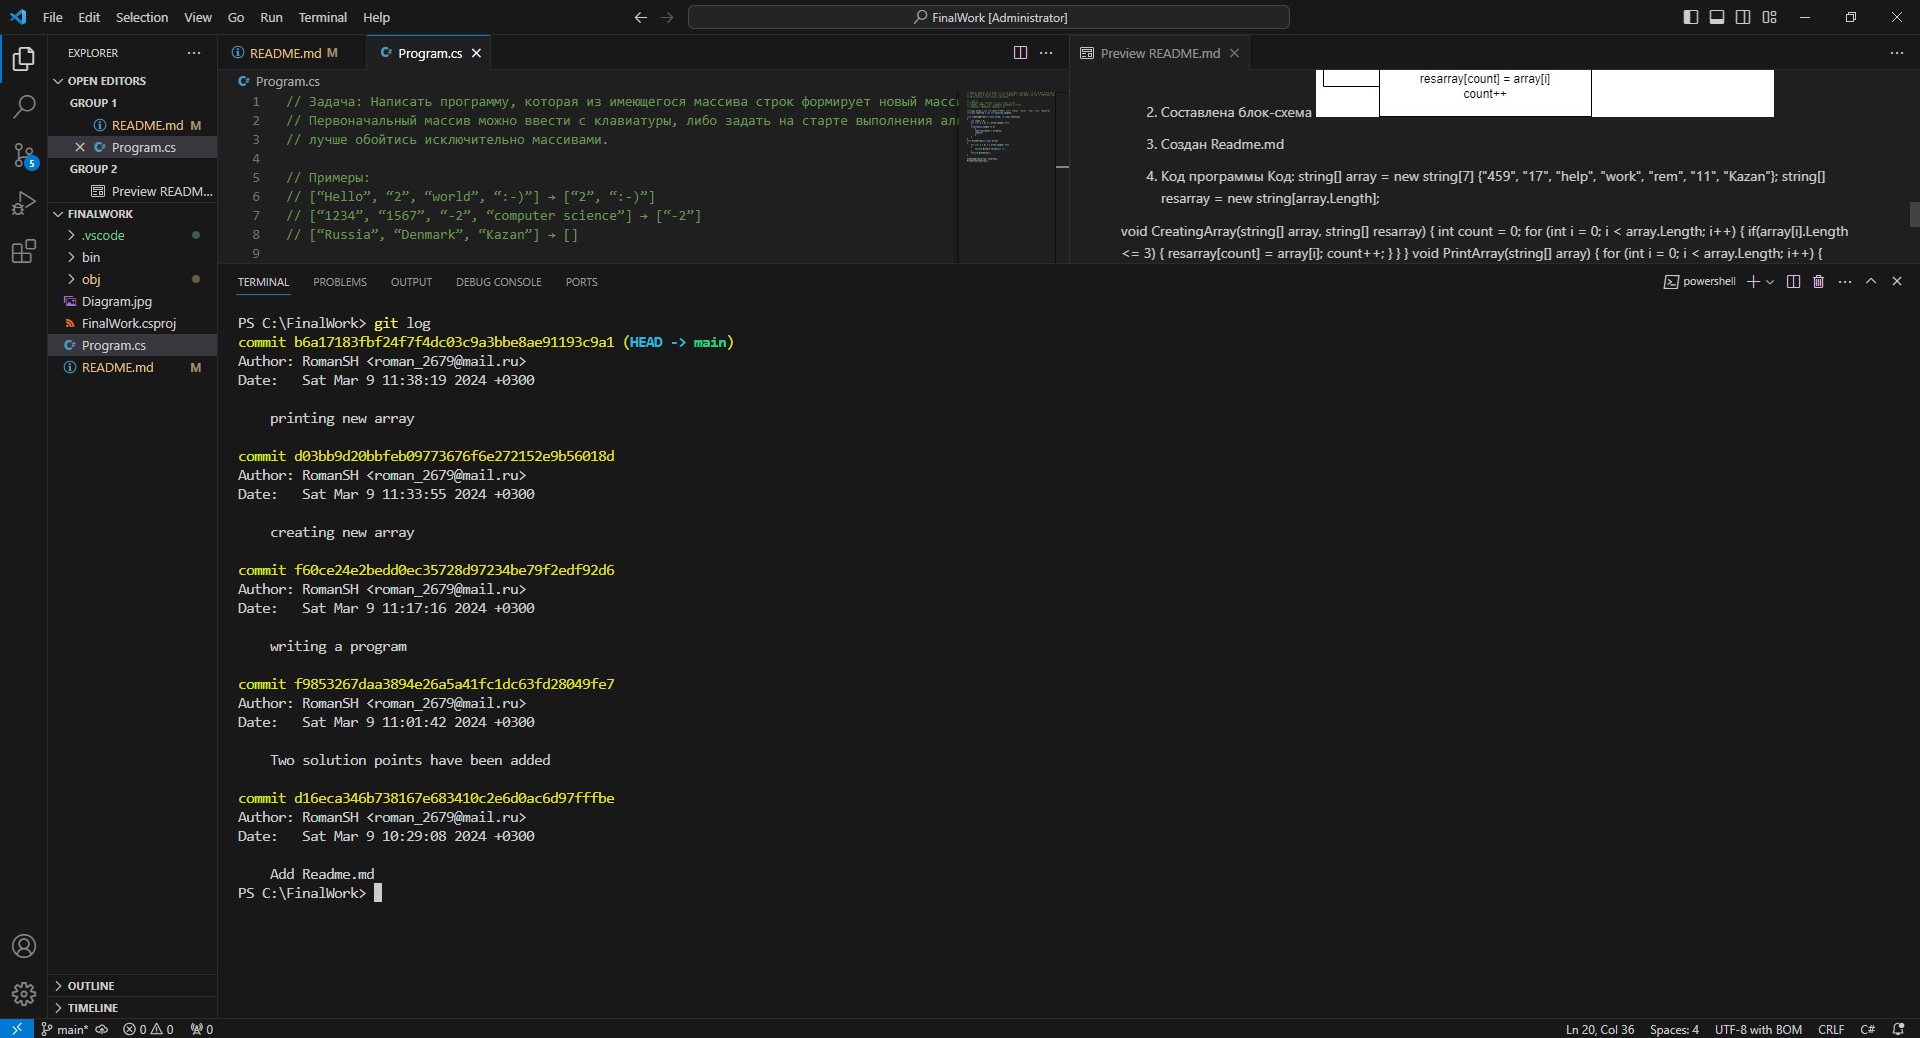 File Edit Selection View Go Run Terminal Help
FinalWork [Administrator]
EXPLORER
OPEN EDITORS
GROUP 1
README.md M
Program.cs
GROUP 2
Preview READM...
FINALWORK
.vscode
bin
obj
Diagram.jpg
FinalWork.csproj
Program.cs
README.md M
OUTLINE
TIMELINE
5
README.md M
Program.cs
Program.cs
1 // Задача: Написать программу, которая из имеющегося массива строк формирует новый масси
2 // Первоначальный массив можно ввести с клавиатуры, либо задать на старте выполнения ал
3 // лучше обойтись исключительно массивами.
4
5 // Примеры:
6 // [“Hello”, “2”, “world”, “:-)”] → [“2”, “:-)”]
7 // [“1234”, “1567”, “-2”, “computer science”] → [“-2”]
8 // [“Russia”, “Denmark”, “Kazan”] → []
9
Preview README.md
resarray[count] = array[i]
count++
2. Составлена блок-схема
3. Создан Readme.md
4. Код программы Код: string[] array = new string[7] {"459", "17", "help", "work", "rem", "11", "Kazan"}; string[]
resarray = new string[array.Length];
void CreatingArray(string[] array, string[] resarray) { int count = 0; for (int i = 0; i < array.Length; i++) { if(array[i].Length
<= 3) { resarray[count] = array[i]; count++; } } } void PrintArray(string[] array) { for (int i = 0; i < array.Length; i++) {
TERMINAL PROBLEMS OUTPUT DEBUG CONSOLE PORTS
powershell
PS C:\FinalWork> git log
commit b6a17183fbf24f7f4dc03c9a3bbe8ae91193c9a1 (HEAD -> main)
Author: RomanSH <roman_2679@mail.ru>
Date: Sat Mar 9 11:38:19 2024 +0300
printing new array
commit d03bb9d20bbfeb09773676f6e272152e9b56018d
Author: RomanSH <roman_2679@mail.ru>
Date: Sat Mar 9 11:33:55 2024 +0300
creating new array
commit f60ce24e2bedd0ec35728d97234be79f2edf92d6
Author: RomanSH <roman_2679@mail.ru>
Date: Sat Mar 9 11:17:16 2024 +0300
writing a program
commit f9853267daa3894e26a5a41fc1dc63fd28049fe7
Author: RomanSH <roman_2679@mail.ru>
Date: Sat Mar 9 11:01:42 2024 +0300
Two solution points have been added
commit d16eca346b738167e683410c2e6d0ac6d97fffbe
Author: RomanSH <roman_2679@mail.ru>
Date: Sat Mar 9 10:29:08 2024 +0300
Add Readme.md
PS C:\FinalWork>
main* 0 0 0
Ln 20, Col 36 Spaces: 4 UTF-8 with BOM CRLF C#